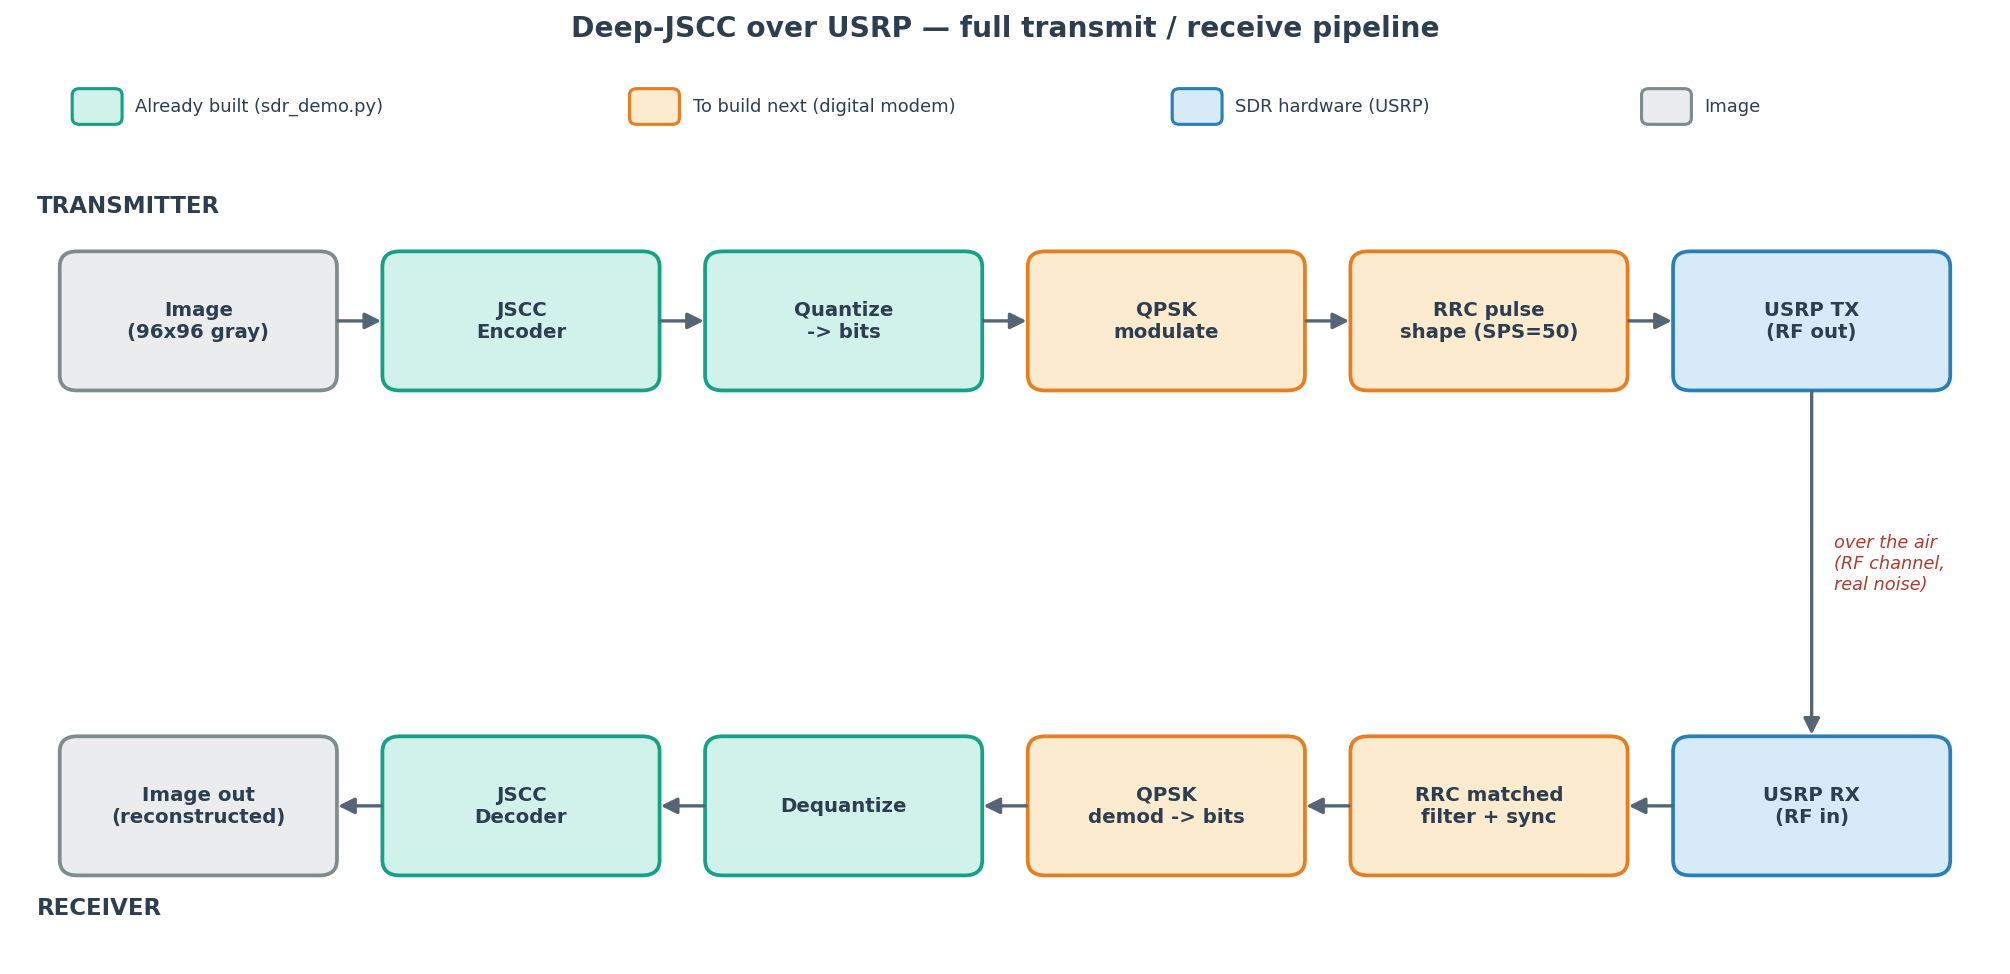 Deep-JSCC over USRP — full transmit / receive pipeline
Already built (sdr_demo.py)
To build next (digital modem)
SDR hardware (USRP)
Image
TRANSMITTER
Image
(96x96 gray)
JSCC
Encoder
Quantize
-> bits
QPSK
modulate
RRC pulse
shape (SPS=50)
USRP TX
(RF out)
over the air
(RF channel,
real noise)
Image out
(reconstructed)
JSCC
Decoder
Dequantize
QPSK
demod -> bits
RRC matched
filter + sync
USRP RX
(RF in)
RECEIVER